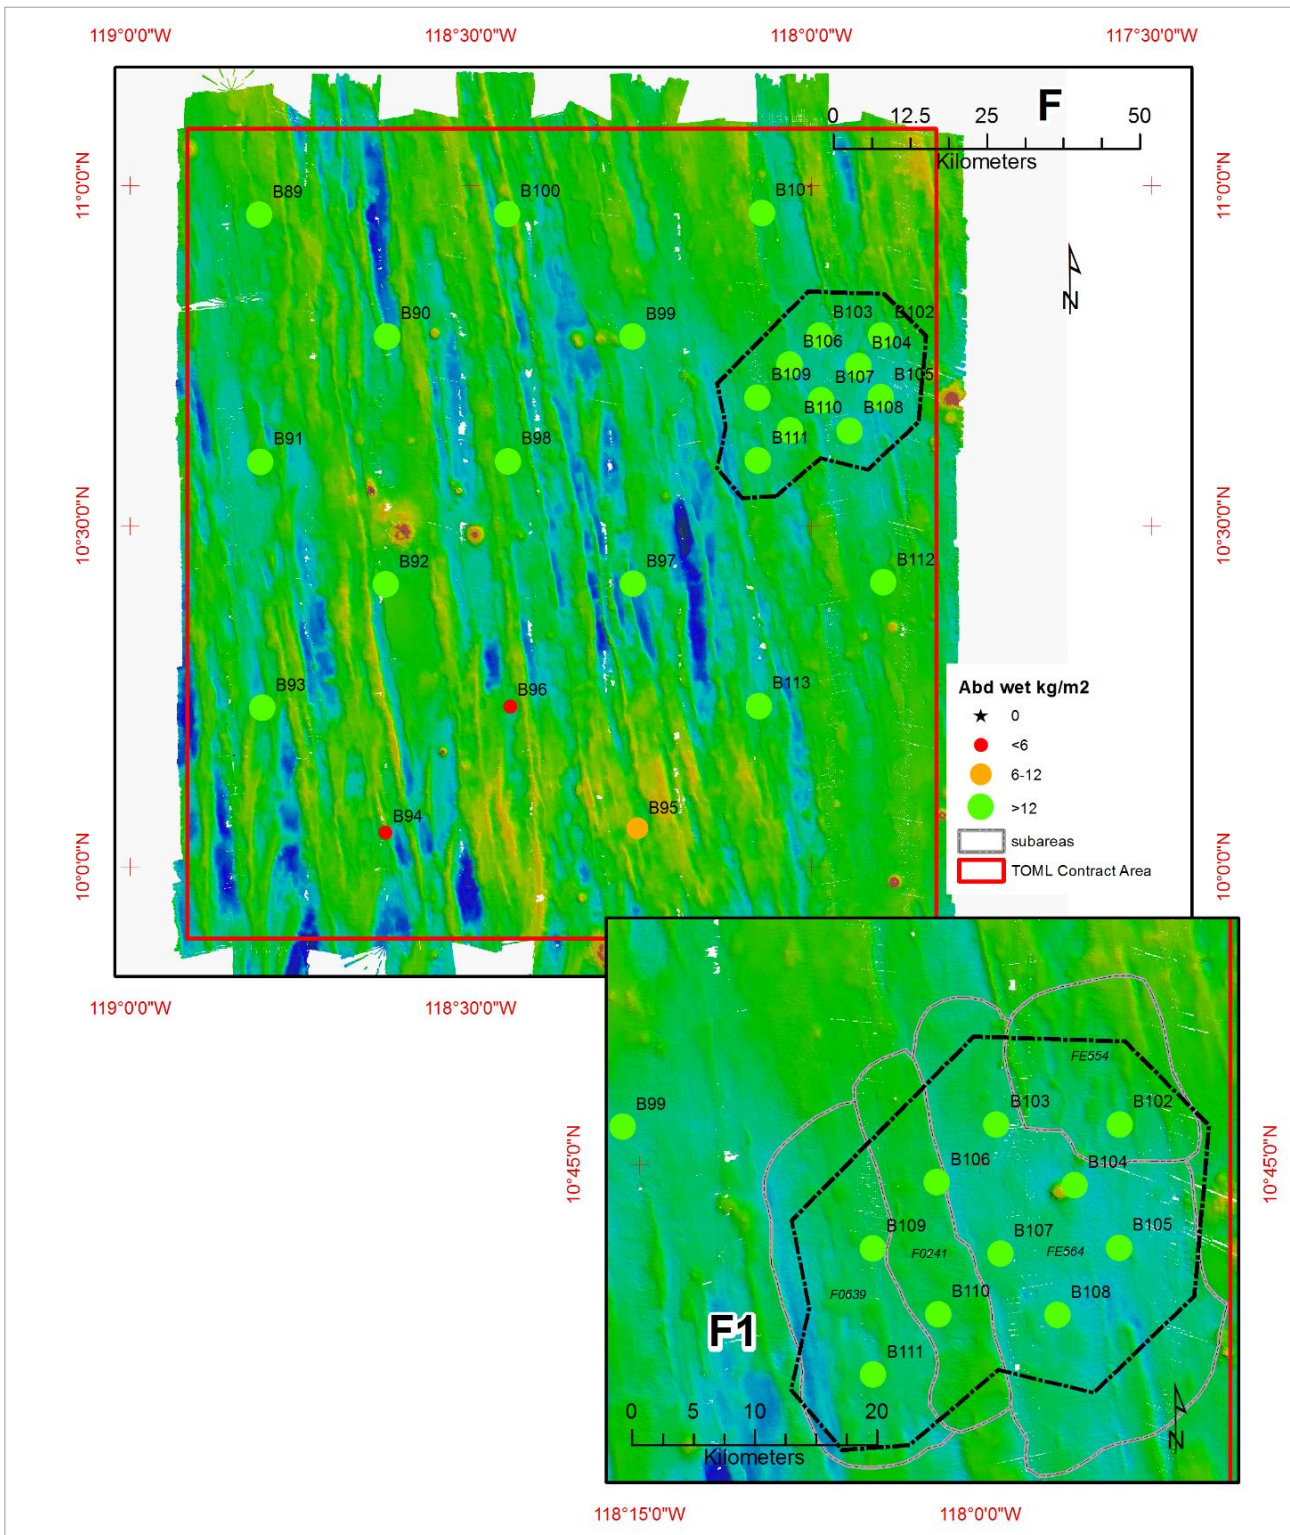 119°0'0"W 118°30'0"W 118°0'0"W 117°30'0"W
F
0 12.5 25 50
Kilometers
11°0'0"N
11°0'0"N
N
B89
B100
B101
B90
B99
B103
B102
B106
B104
B109
B107
B105
B110
B108
B111
B91
B98
10°30'0"N
10°30'0"N
B92
B97
B112
B93
B96
B113
B94
B95
10°0'0"N
10°0'0"N
Abd wet kg/m2
0
<6
6-12
>12
subareas
TOML Contract Area
119°0'0"W 118°30'0"W
FE554
B99
B103
B102
B106
B104
B109
B107
B105
F0241
FE564
F0639
B110
B108
B111
F1
10°45'0"N
10°45'0"N
0 5 10 20
Kilometers
N
118°15'0"W 118°0'0"W